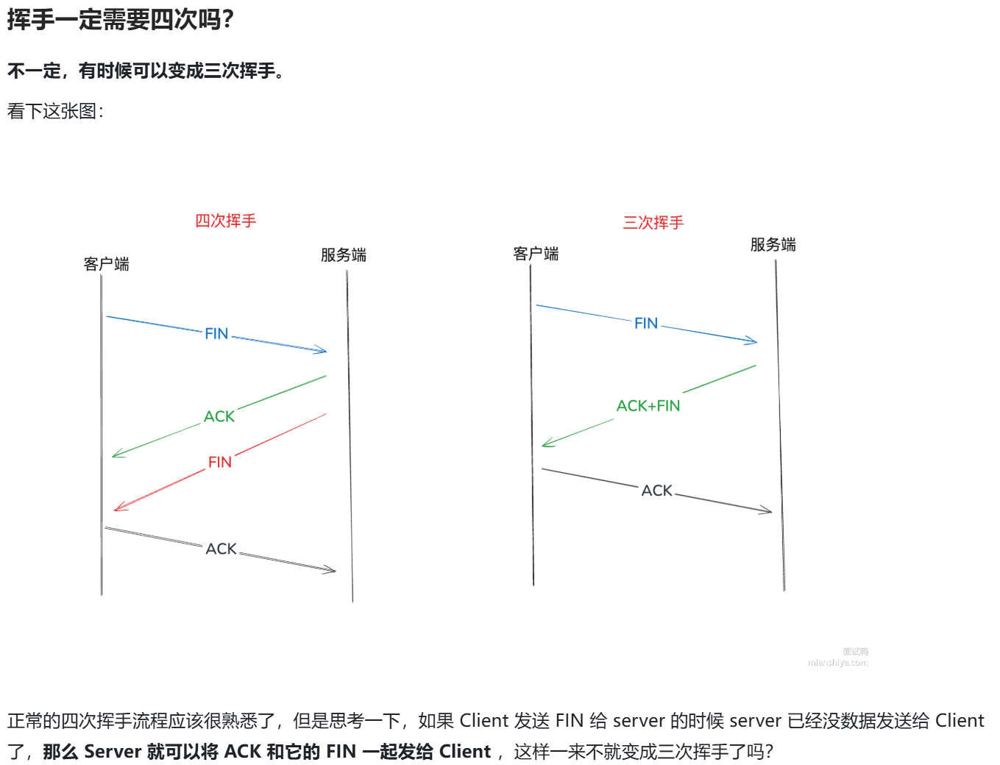 挥手一定需要四次吗？
不一定，有时候可以变成三次挥手。
看下这张图：
四次挥手
客户端
服务端
FIN
ACK
FIN
ACK
三次挥手
客户端
服务端
FIN
ACK+FIN
ACK
面试鸭
mianshiya.com
正常的四次挥手流程应该很熟悉了，但是思考一下，如果 Client 发送 FIN 给 server 的时候 server 已经没数据发送给 Client
了，那么 Server 就可以将 ACK 和它的 FIN 一起发给 Client ，这样一来不就变成三次挥手了吗？